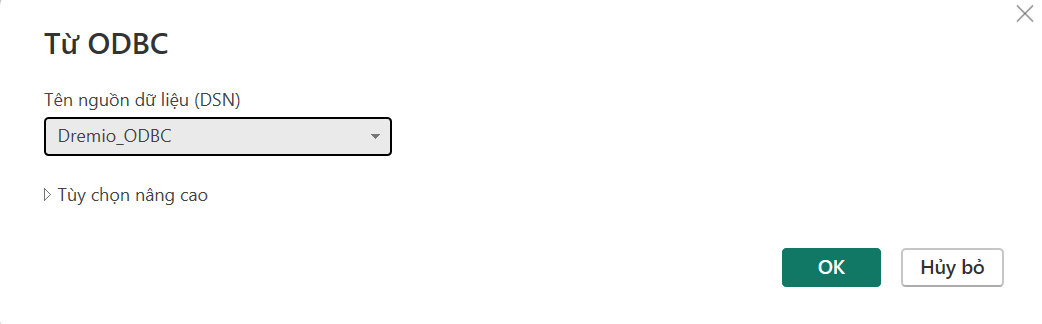 Từ ODBC
Tên nguồn dữ liệu (DSN)
Dremio_ODBC
Tùy chọn nâng cao
OK
Hủy bỏ